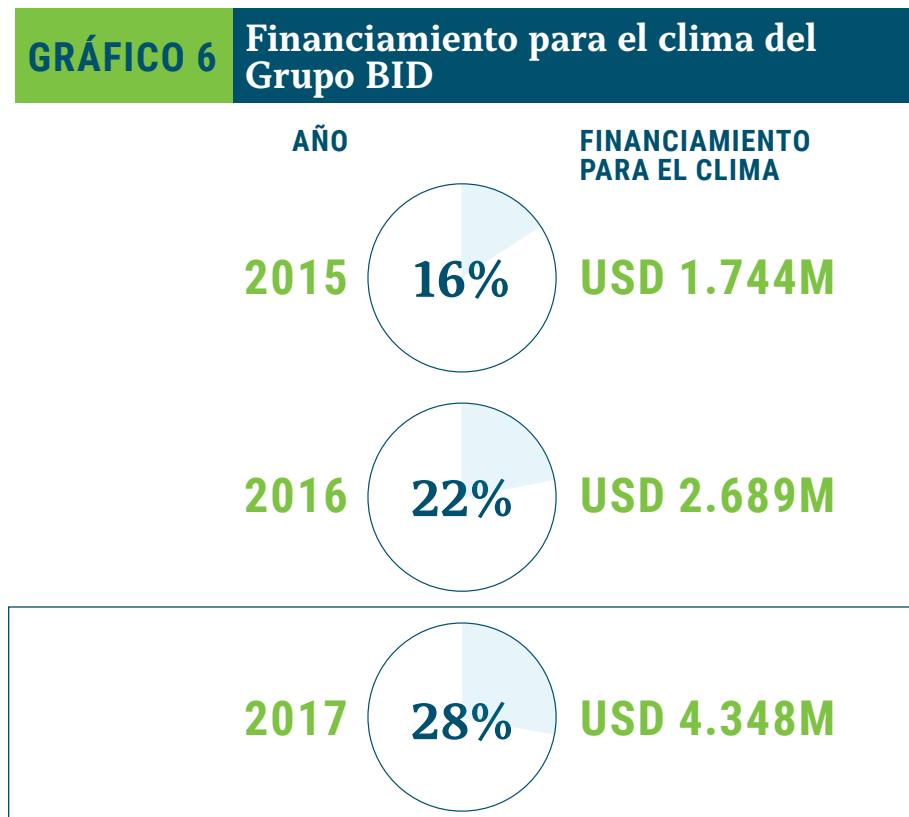 GRÁFICO 6
Financiamiento para el clima del
Grupo BID
AÑO
FINANCIAMIENTO
PARA EL CLIMA
2015
16%
USD 1.744M
2016
22%
USD 2.689M
2017
28%
USD 4.348M